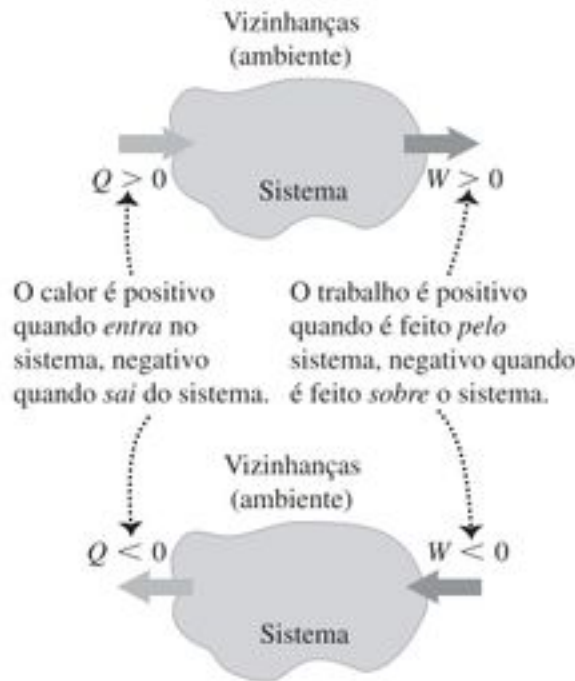 Vizinhanças
(ambiente)
Q > 0
Sistema
W > 0
O calor é positivo
quando entra no
sistema, negativo
quando sai do sistema.
O trabalho é positivo
quando é feito pelo
sistema, negativo quando
é feito sobre o sistema.
Vizinhanças
(ambiente)
Q < 0
W < 0
Sistema